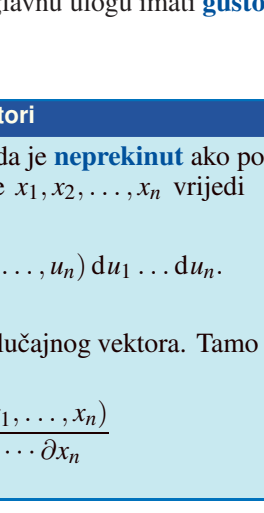 glavnu ulogu imati gusto
tori
da je neprekinut ako po
e x₁, x₂, . . . , xₙ vrijedi
. . . , uₙ) du₁ . . . duₙ.
lučajnog vektora. Tamo
₁, . . . , xₙ)
· · · ∂xₙ